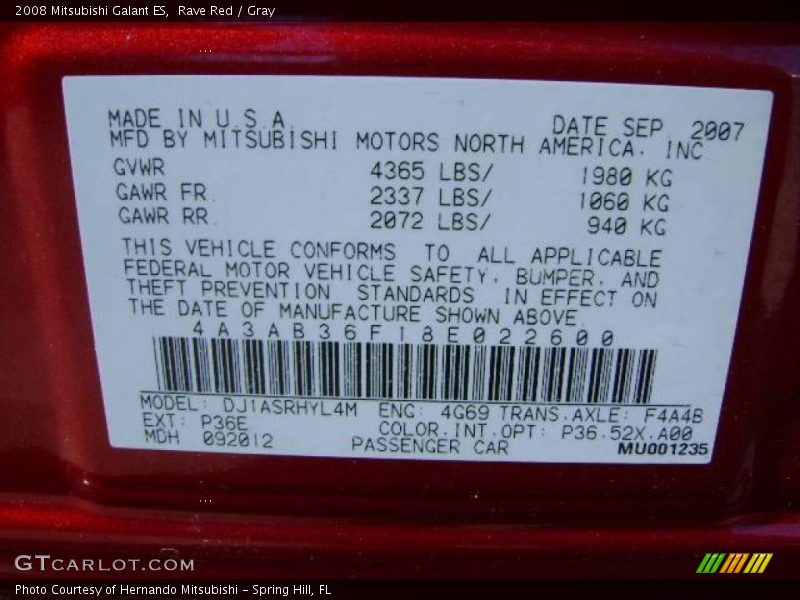 2008 Mitsubishi Galant ES, Rave Red / Gray
MADE IN U.S.A. DATE SEP 2007
MFD BY MITSUBISHI MOTORS NORTH AMERICA. INC
GVWR 4365 LBS/ 1980 KG
GAWR FR. 2337 LBS/ 1060 KG
GAWR RR. 2072 LBS/ 940 KG
THIS VEHICLE CONFORMS TO ALL APPLICABLE
FEDERAL MOTOR VEHICLE SAFETY. BUMPER. AND
THEFT PREVENTION STANDARDS IN EFFECT ON
THE DATE OF MANUFACTURE SHOWN ABOVE.
4A3AB36F18E022600
MODEL: DJ1ASRHYL4M ENG: 4G69 TRANS.AXLE: F4A4B
EXT: P36E COLOR.INT.OPT: P36.52X.A00
MDH 092012 PASSENGER CAR MU001235
GTCARLOT.COM
Photo Courtesy of Hernando Mitsubishi - Spring Hill, FL